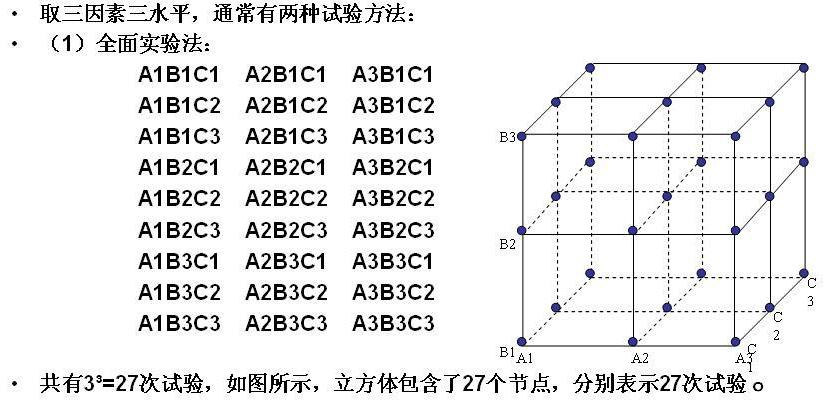 • 取三因素三水平，通常有两种试验方法：
• （1）全面实验法：
A1B1C1 A2B1C1 A3B1C1
A1B1C2 A2B1C2 A3B1C2
A1B1C3 A2B1C3 A3B1C3
A1B2C1 A2B2C1 A3B2C1
A1B2C2 A2B2C2 A3B2C2
A1B2C3 A2B2C3 A3B2C3
A1B3C1 A2B3C1 A3B3C1
A1B3C2 A2B3C2 A3B3C2
A1B3C3 A2B3C3 A3B3C3
B3
B2
B1
A1 A2 A3
C
1
C
2
C
3
• 共有3³=27次试验，如图所示，立方体包含了27个节点，分别表示27次试验。